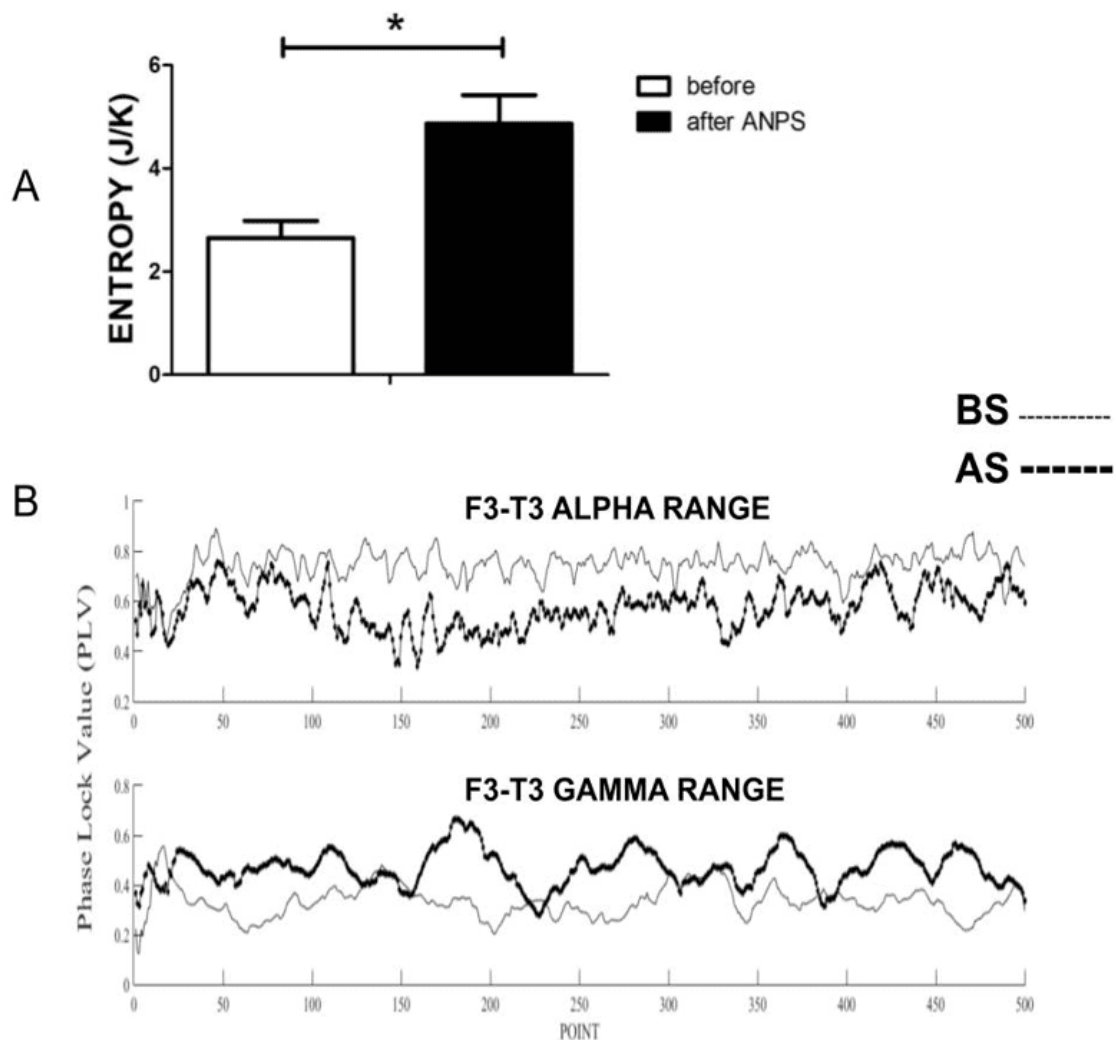 *
6
before
after ANPS
4
A
ENTROPY (J/K)
2
0
BS
AS
B
F3-T3 ALPHA RANGE
1
0.8
0.6
0.4
0.2
0 50 100 150 200 250 300 350 400 450 500
Phase Lock Value (PLV)
F3-T3 GAMMA RANGE
0.8
0.6
0.4
0.2
0
0 50 100 150 200 250 300 350 400 450 500
POINT